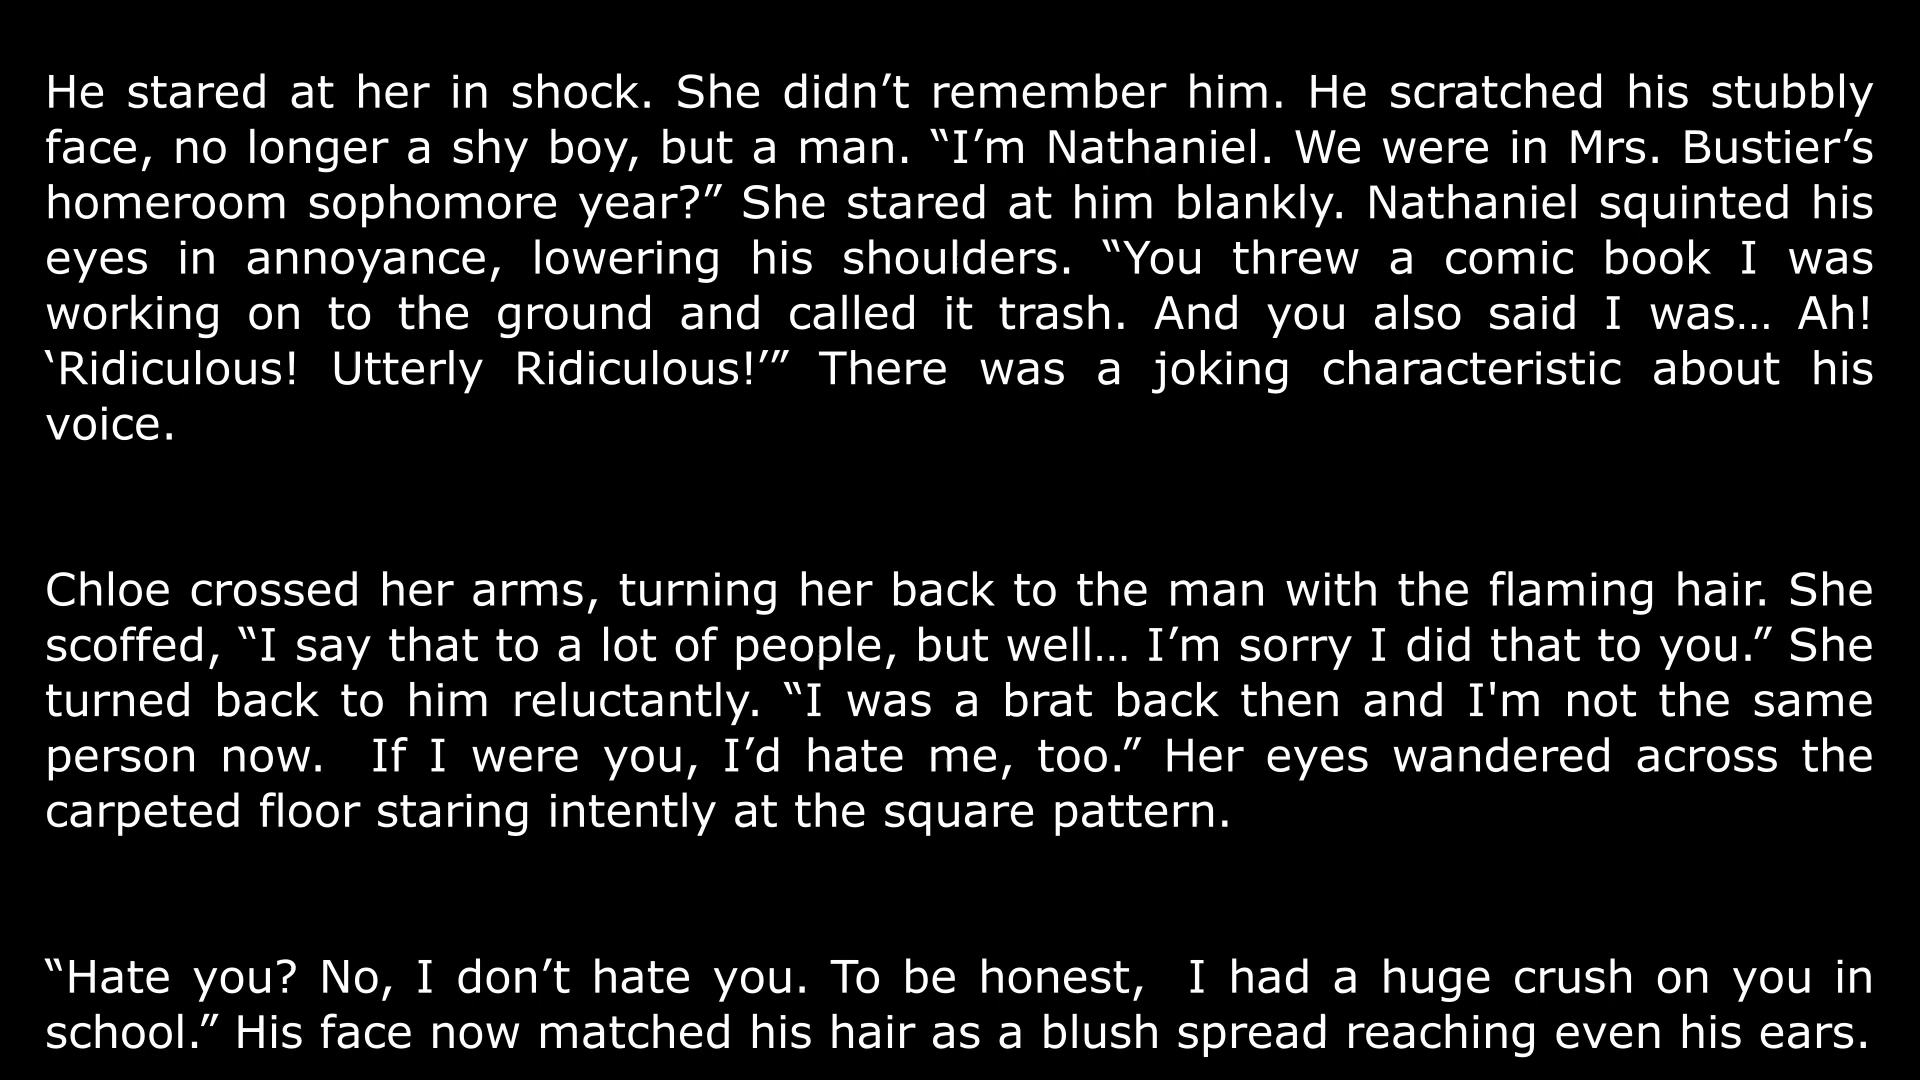 He stared at her in shock. She didn’t remember him. He scratched his stubbly
face, no longer a shy boy, but a man. “I’m Nathaniel. We were in Mrs. Bustier’s
homeroom sophomore year?” She stared at him blankly. Nathaniel squinted his
eyes in annoyance, lowering his shoulders. “You threw a comic book I was
working on to the ground and called it trash. And you also said I was… Ah!
‘Ridiculous! Utterly Ridiculous!’” There was a joking characteristic about his
voice.
Chloe crossed her arms, turning her back to the man with the flaming hair. She
scoffed, “I say that to a lot of people, but well… I’m sorry I did that to you.” She
turned back to him reluctantly. “I was a brat back then and I'm not the same
person now.  If I were you, I’d hate me, too.” Her eyes wandered across the
carpeted floor staring intently at the square pattern.
“Hate you? No, I don’t hate you. To be honest,  I had a huge crush on you in
school.” His face now matched his hair as a blush spread reaching even his ears.